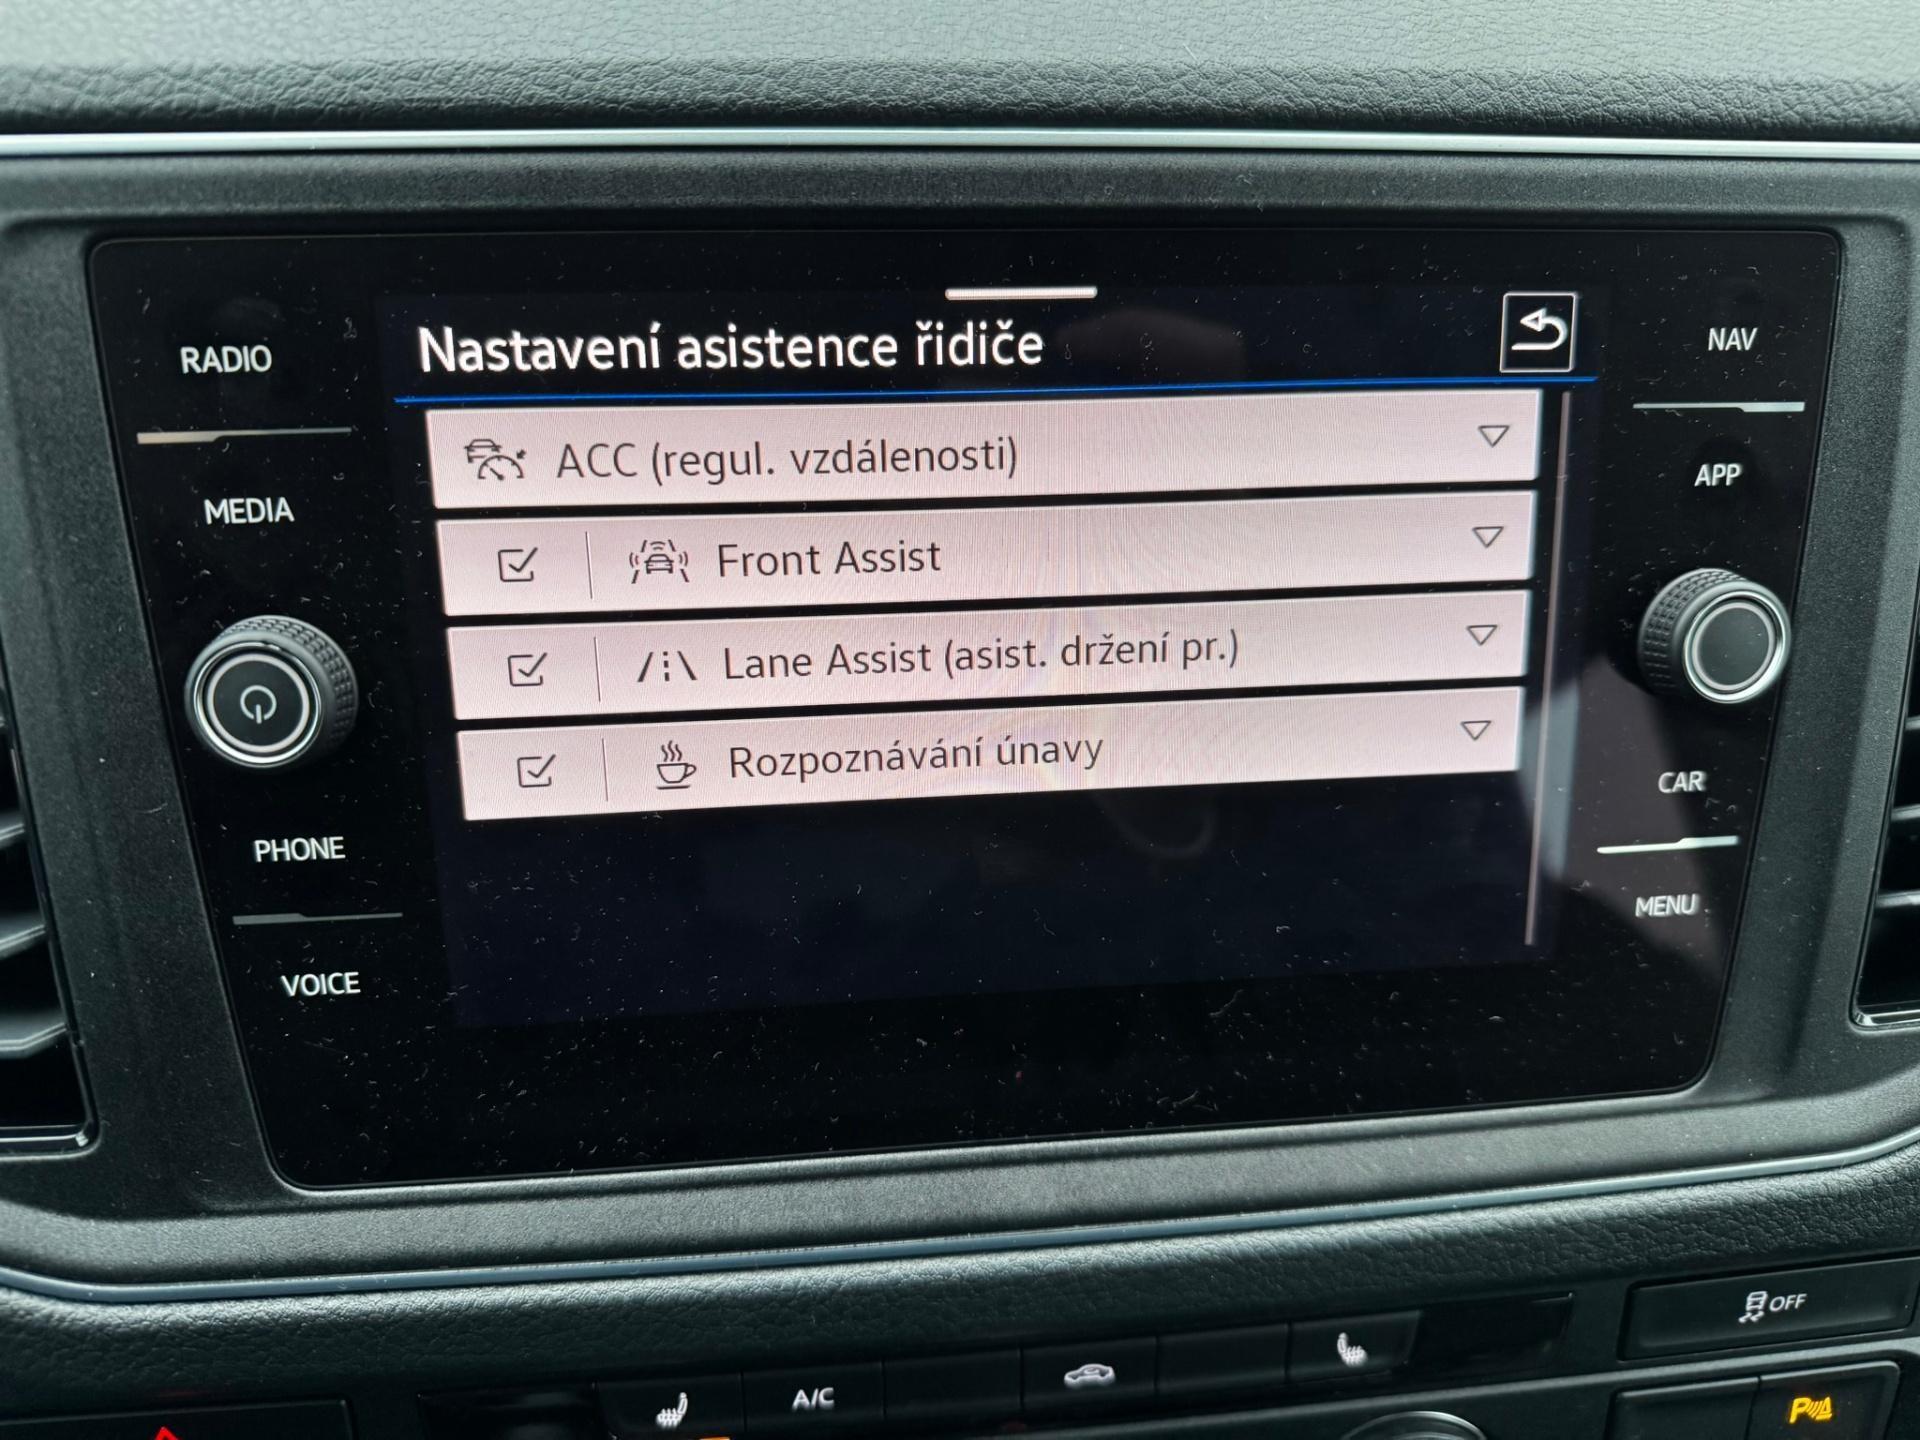 RADIO
MEDIA
PHONE
VOICE
Nastavení asistence řidiče
ACC (regul. vzdálenosti)
Front Assist
Lane Assist (asist. držení pr.)
Rozpoznávání únavy
NAV
APP
CAR
MENU
OFF
A/C
P